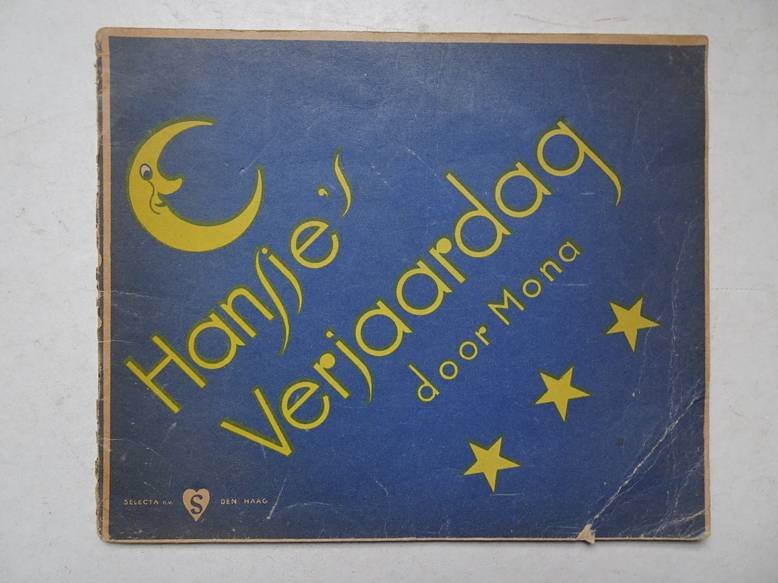 Hansje's
Verjaardag
door Mona
SELECTA N.V. S DEN HAAG